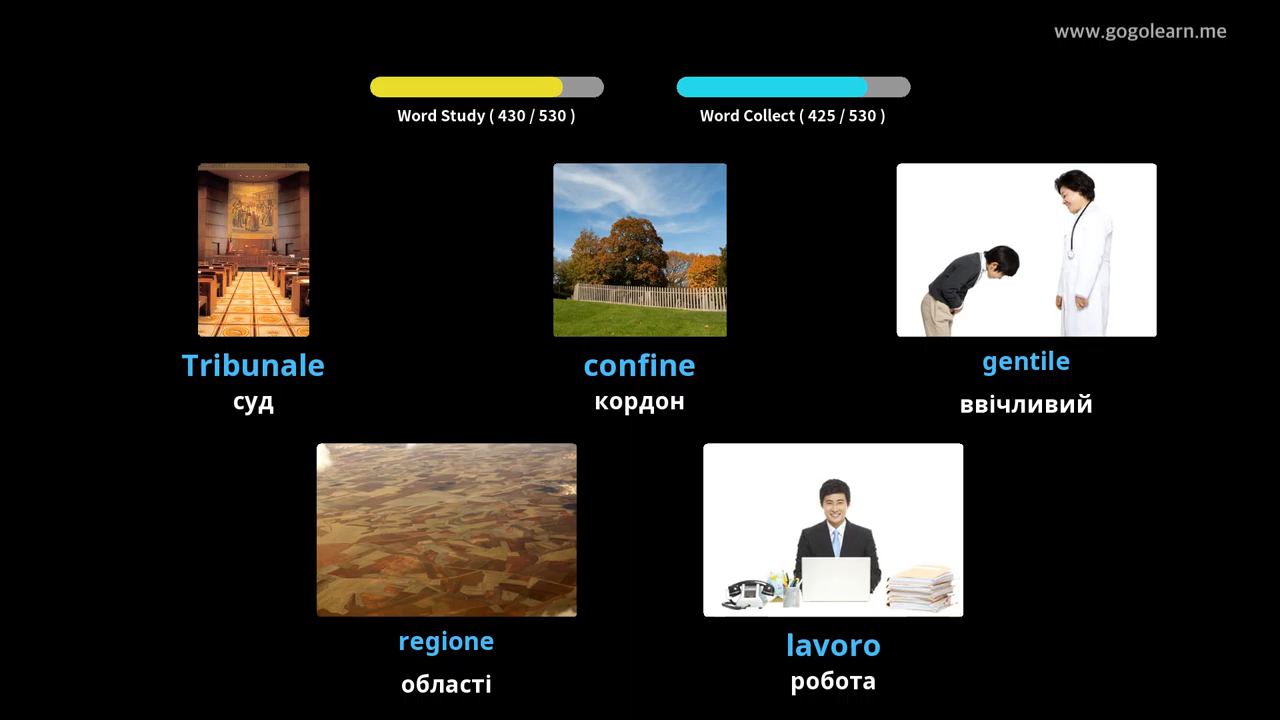 www.gogolearn.me
Word Study ( 430 / 530 )
Word Collect ( 425 / 530 )
Tribunale
суд
confine
кордон
gentile
ввічливий
regione
області
lavoro
робота